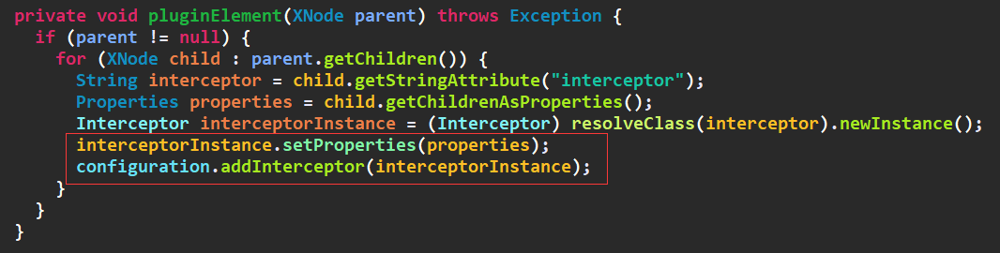 private void pluginElement(XNode parent) throws Exception {
if (parent != null) {
for (XNode child : parent.getChildren()) {
String interceptor = child.getStringAttribute("interceptor");
Properties properties = child.getChildrenAsProperties();
Interceptor interceptorInstance = (Interceptor) resolveClass(interceptor).newInstance();
interceptorInstance.setProperties(properties);
configuration.addInterceptor(interceptorInstance);
}
}
}